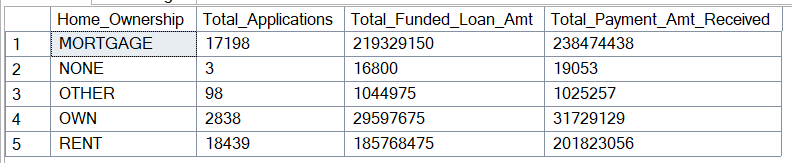 Home_Ownership Total_Applications Total_Funded_Loan_Amt Total_Payment_Amt_Received
1 MORTGAGE 17198 219329150 238474438
2 NONE 3 16800 19053
3 OTHER 98 1044975 1025257
4 OWN 2838 29597675 31729129
5 RENT 18439 185768475 201823056